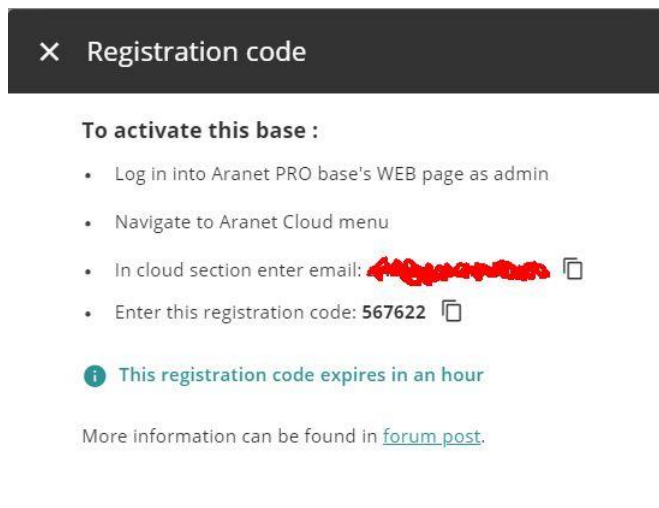 Registration code
To activate this base :
Log in into Aranet PRO base's WEB page as admin
Navigate to Aranet Cloud menu
In cloud section enter email:
Enter this registration code: 567622
This registration code expires in an hour
More information can be found in forum post.